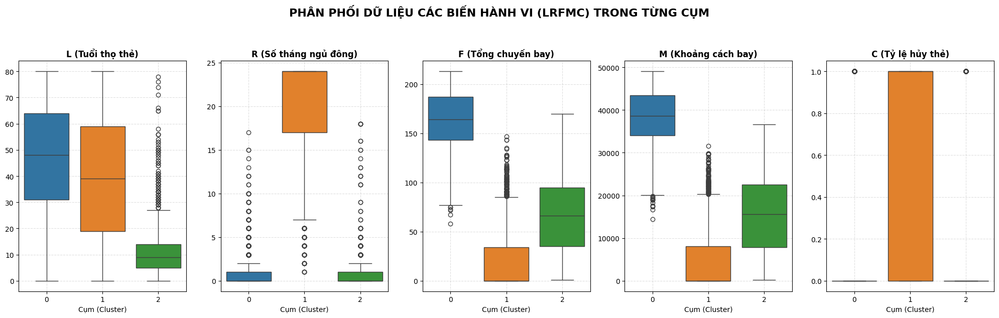 PHÂN PHỐI DỮ LIỆU CÁC BIẾN HÀNH VI (LRFMC) TRONG TỪNG CỤM
L (Tuổi thọ thẻ)
80
70
60
50
40
30
20
10
0
0 1 2
Cụm (Cluster)
R (Số tháng ngủ đông)
25
20
15
10
5
0
0 1 2
Cụm (Cluster)
F (Tổng chuyến bay)
200
150
100
50
0
0 1 2
Cụm (Cluster)
M (Khoảng cách bay)
50000
40000
30000
20000
10000
0
0 1 2
Cụm (Cluster)
C (Tỷ lệ hủy thẻ)
1.0
0.8
0.6
0.4
0.2
0.0
0 1 2
Cụm (Cluster)